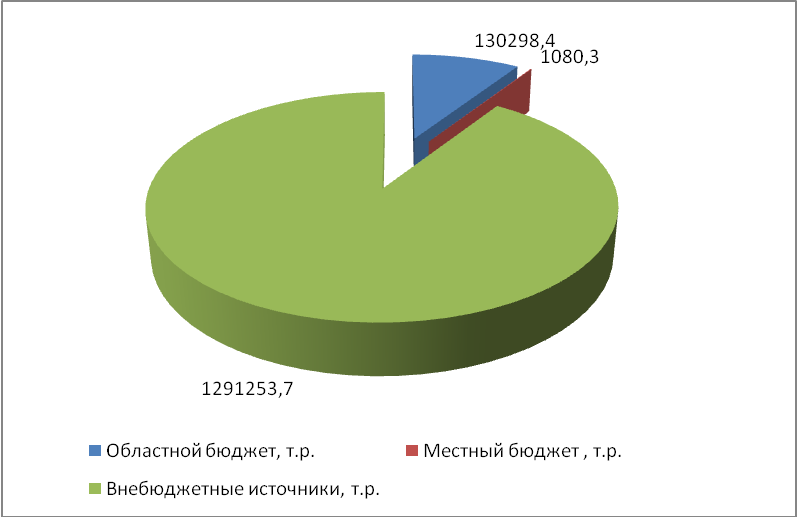 130298,4
1080,3
1291253,7
Областной бюджет, т.р.
Местный бюджет , т.р.
Внебюджетные источники, т.р.